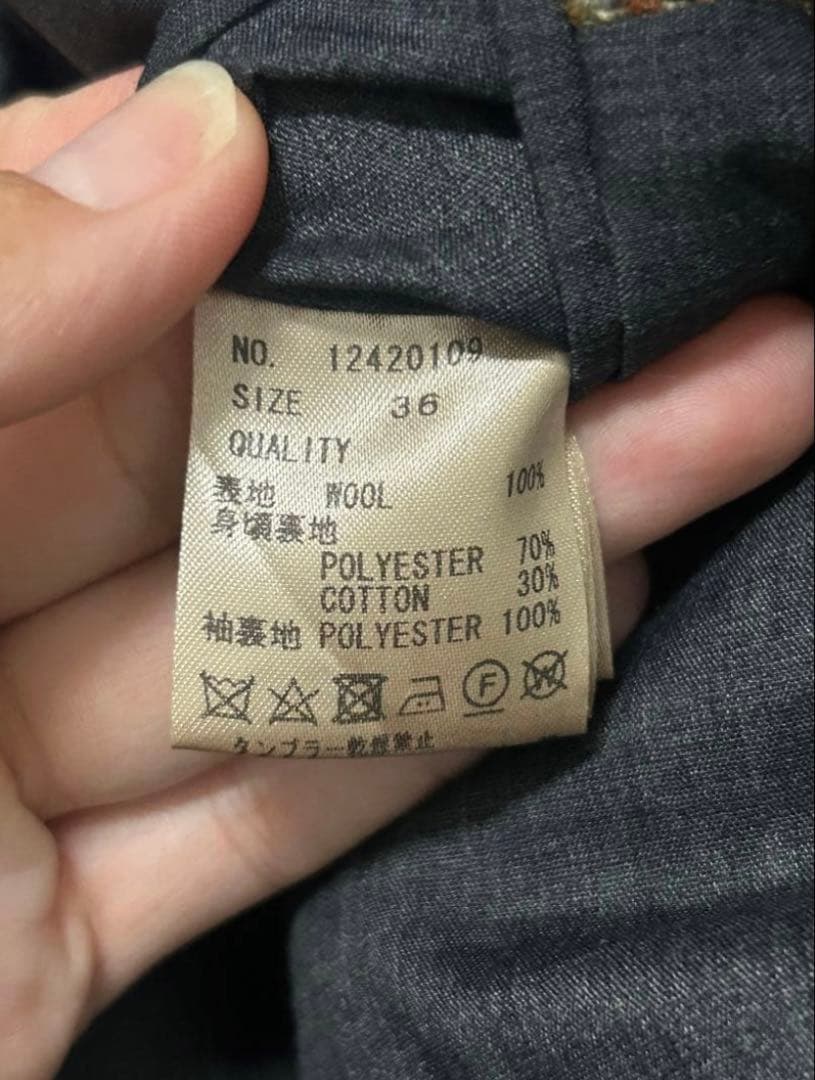 NO. 12420109
SIZE 36
QUALITY
表地 WOOL 100%
身頃裏地
POLYESTER 70%
COTTON 30%
袖裏地 POLYESTER 100%
F W
タンブラー乾燥禁止